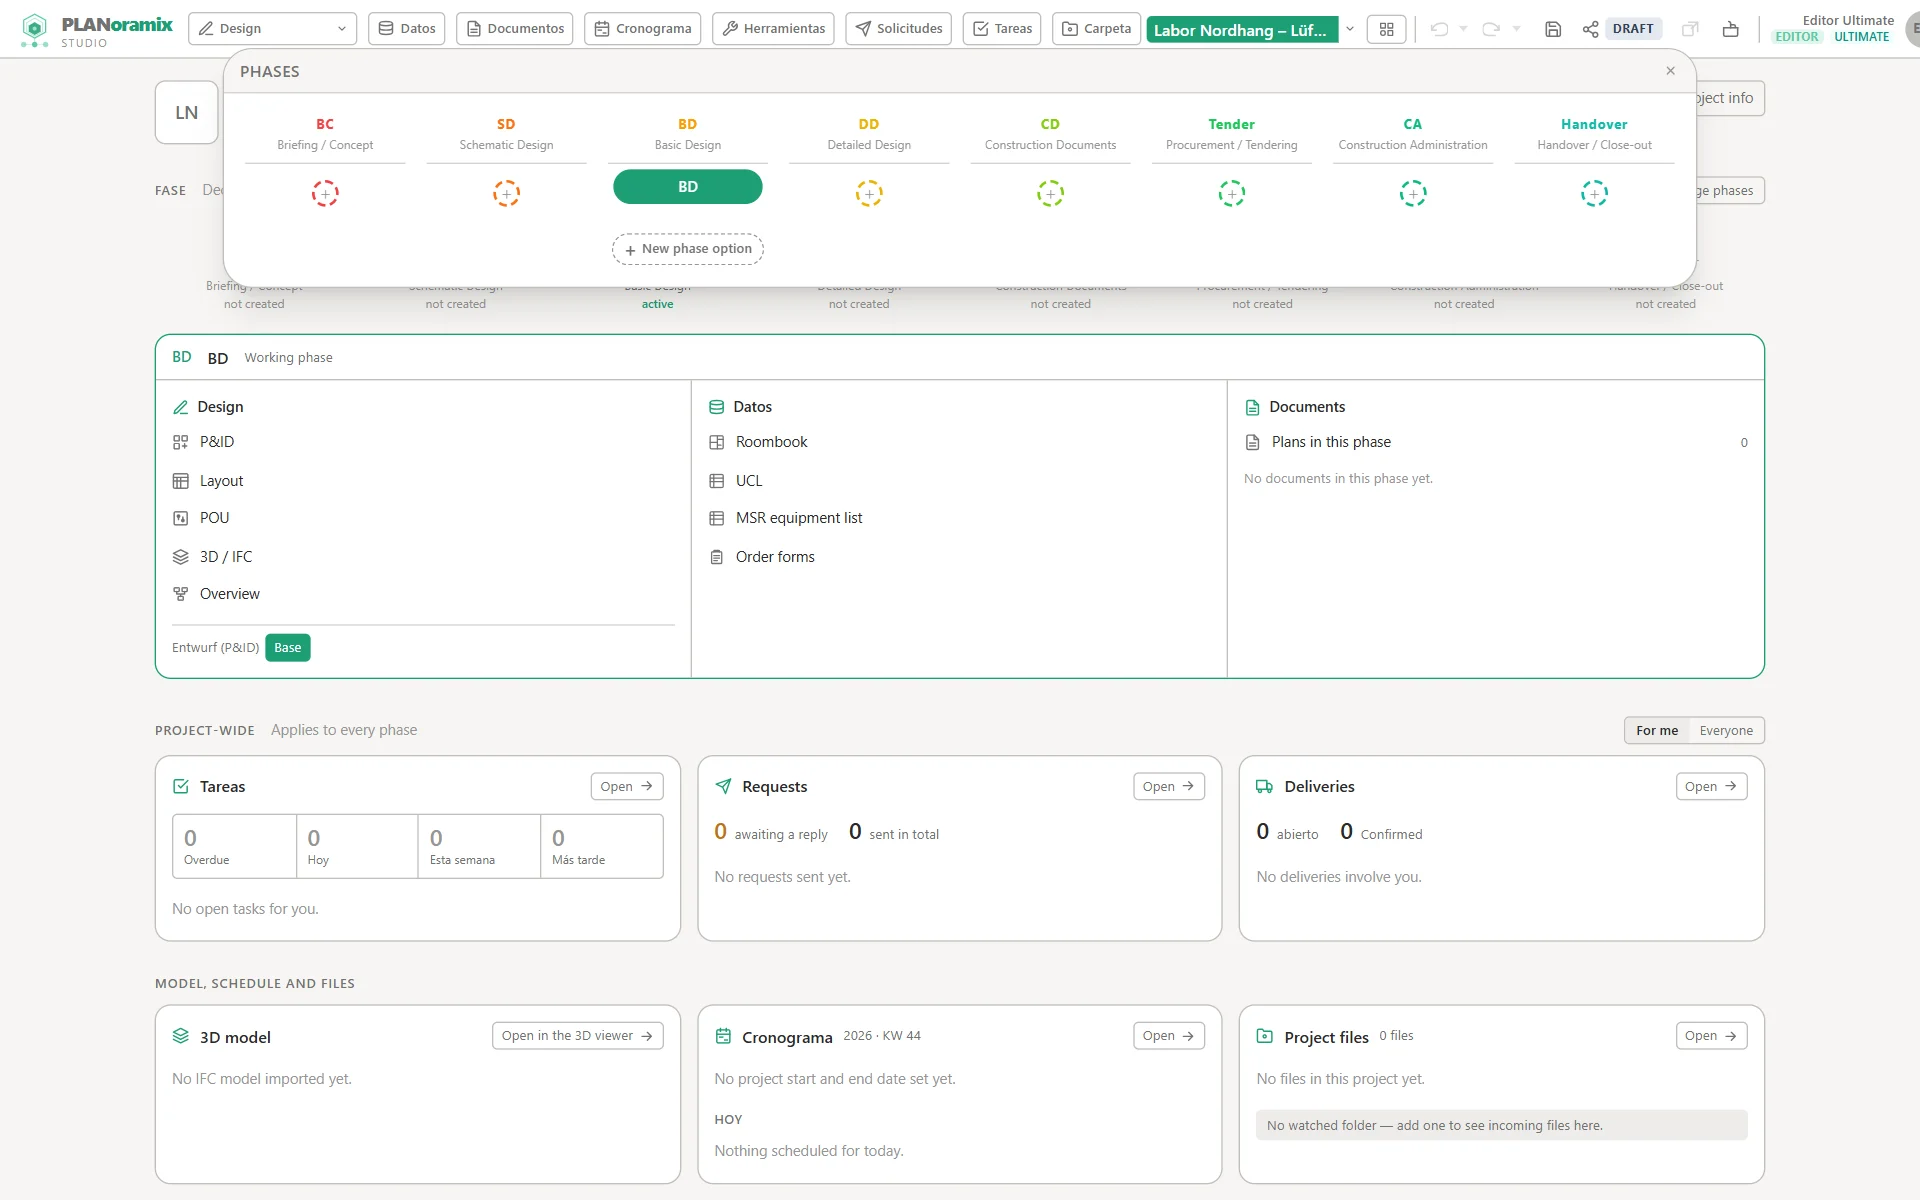 PLANoramix
STUDIO
Design
Datos
Documentos
Cronograma
Herramientas
Solicitudes
Tareas
Carpeta
Labor Nordhang – Lüf...
DRAFT
Editor Ultimate
EDITOR ULTIMATE
PHASES
LN
BC
Briefing / Concept
SD
Schematic Design
BD
Basic Design
DD
Detailed Design
CD
Construction Documents
Tender
Procurement / Tendering
CA
Construction Administration
Handover
Handover / Close-out
BD
+ New phase option
FASE
not created
not created
active
not created
not created
not created
not created
not created
BD BD Working phase
Design
P&ID
Layout
POU
3D / IFC
Overview
Entwurf (P&ID) Base
Datos
Roombook
UCL
MSR equipment list
Order forms
Documents
Plans in this phase 0
No documents in this phase yet.
PROJECT-WIDE Applies to every phase
For me Everyone
Tareas Open →
0 Overdue
0 Hoy
0 Esta semana
0 Más tarde
No open tasks for you.
Requests Open →
0 awaiting a reply 0 sent in total
No requests sent yet.
Deliveries Open →
0 abierto 0 Confirmed
No deliveries involve you.
MODEL, SCHEDULE AND FILES
3D model Open in the 3D viewer →
No IFC model imported yet.
Cronograma 2026 · KW 44 Open →
No project start and end date set yet.
HOY
Nothing scheduled for today.
Project files 0 files Open →
No files in this project yet.
No watched folder — add one to see incoming files here.